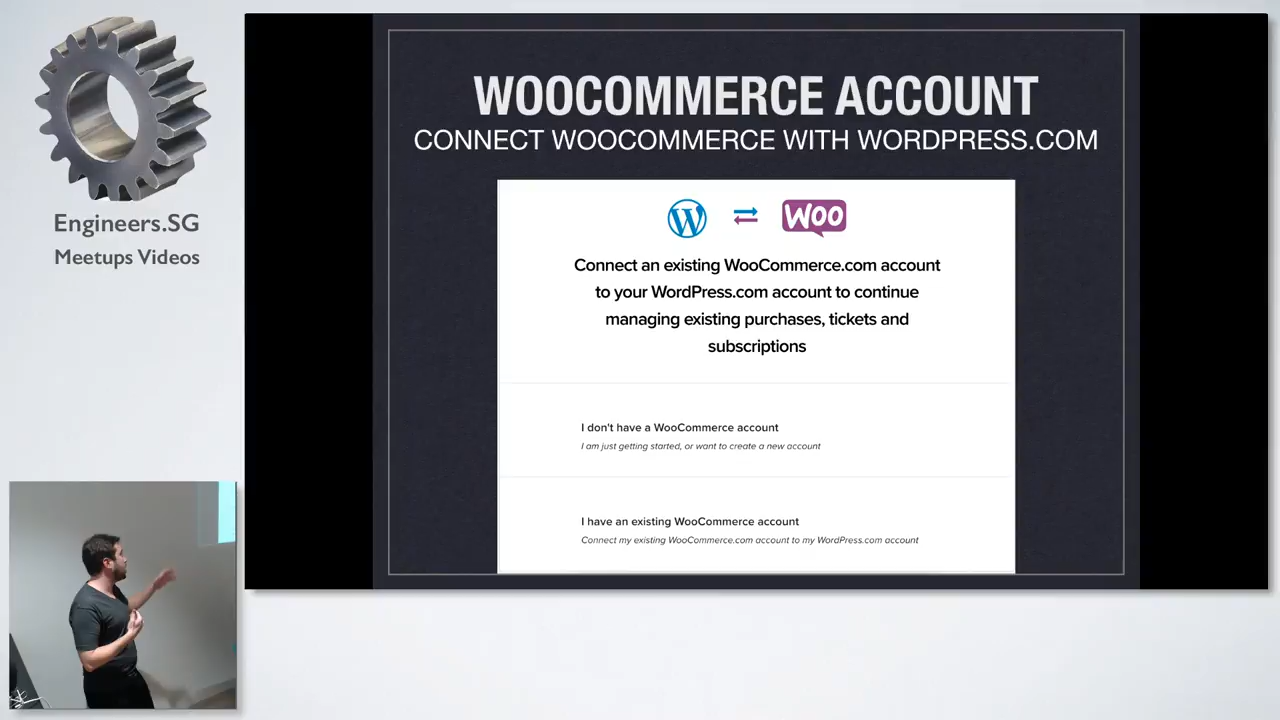 Engineers.SG
Meetups Videos
WOOCOMMERCE ACCOUNT
CONNECT WOOCOMMERCE WITH WORDPRESS.COM
W WOO
Connect an existing WooCommerce.com account
to your WordPress.com account to continue
managing existing purchases, tickets and
subscriptions
I don't have a WooCommerce account
I am just getting started, or want to create a new account
I have an existing WooCommerce account
Connect my existing WooCommerce.com account to my WordPress.com account